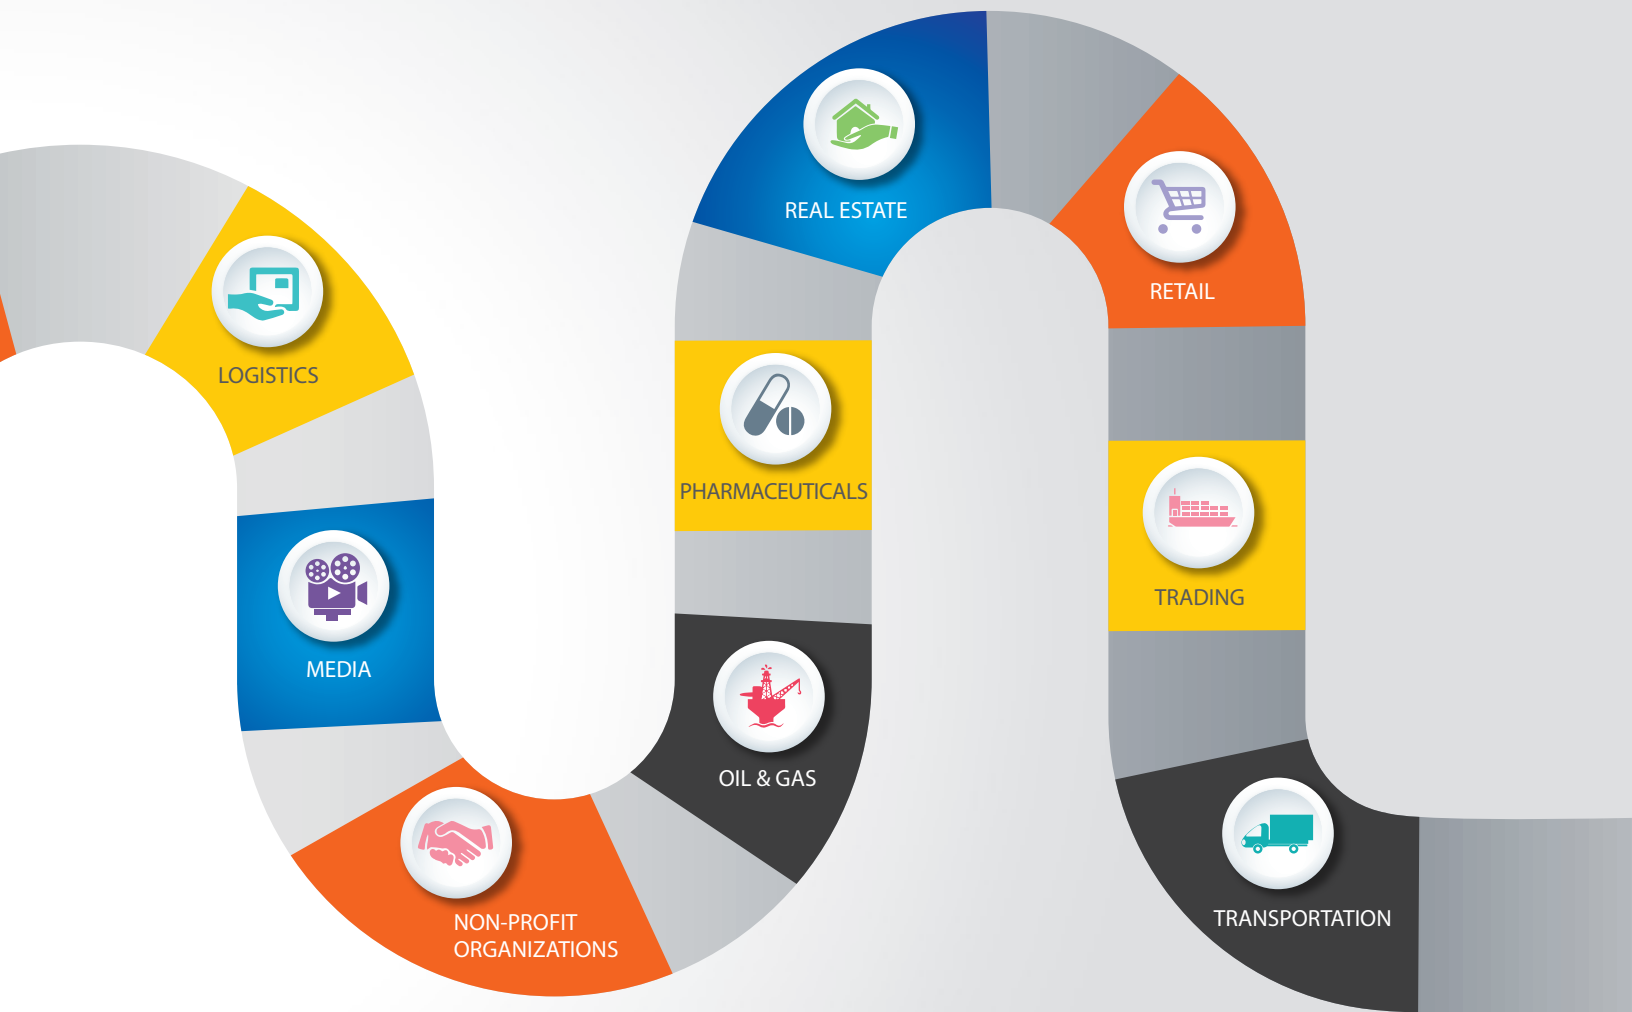 LOGISTICS
MEDIA
NON-PROFIT
ORGANIZATIONS
OIL & GAS
PHARMACEUTICALS
REAL ESTATE
RETAIL
TRADING
TRANSPORTATION